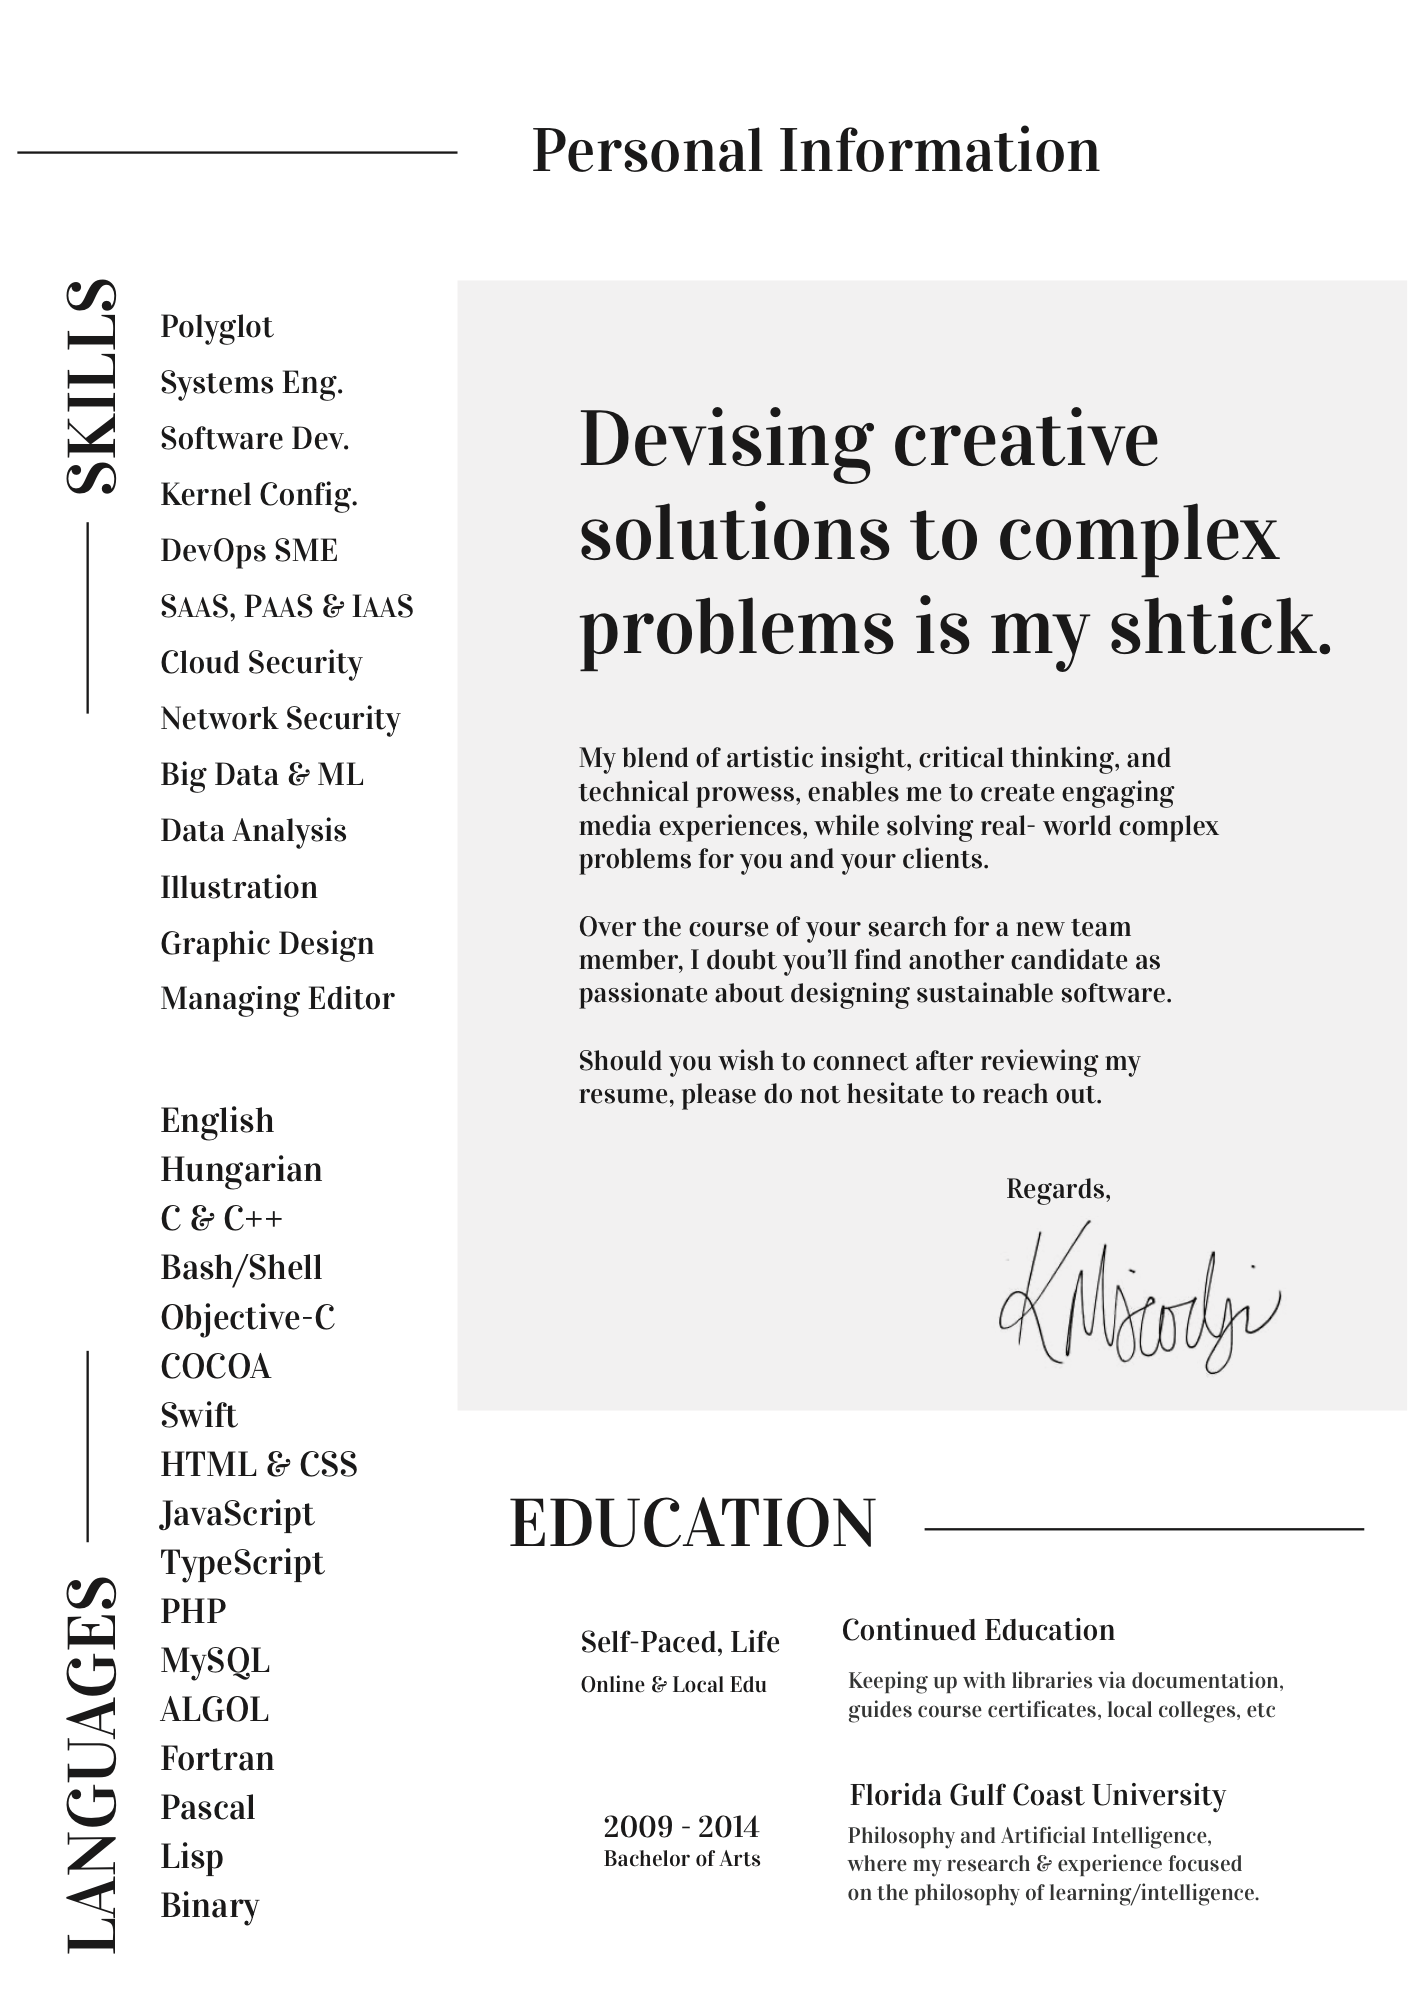 Personal Information
SKILLS
Polyglot
Systems Eng.
Software Dev.
Kernel Config.
DevOps SME
SAAS, PAAS & IAAS
Cloud Security
Network Security
Big Data & ML
Data Analysis
Illustration
Graphic Design
Managing Editor
LANGUAGES
English
Hungarian
C & C++
Bash/Shell
Objective-C
COCOA
Swift
HTML & CSS
JavaScript
TypeScript
PHP
MySQL
ALGOL
Fortran
Pascal
Lisp
Binary
Devising creative
solutions to complex
problems is my shtick.
My blend of artistic insight, critical thinking, and
technical prowess, enables me to create engaging
media experiences, while solving real- world complex
problems for you and your clients.
Over the course of your search for a new team
member, I doubt you’ll find another candidate as
passionate about designing sustainable software.
Should you wish to connect after reviewing my
resume, please do not hesitate to reach out.
Regards,
EDUCATION
Self-Paced, Life
Online & Local Edu
Continued Education
Keeping up with libraries via documentation,
guides course certificates, local colleges, etc
2009 - 2014
Bachelor of Arts
Florida Gulf Coast University
Philosophy and Artificial Intelligence,
where my research & experience focused
on the philosophy of learning/intelligence.